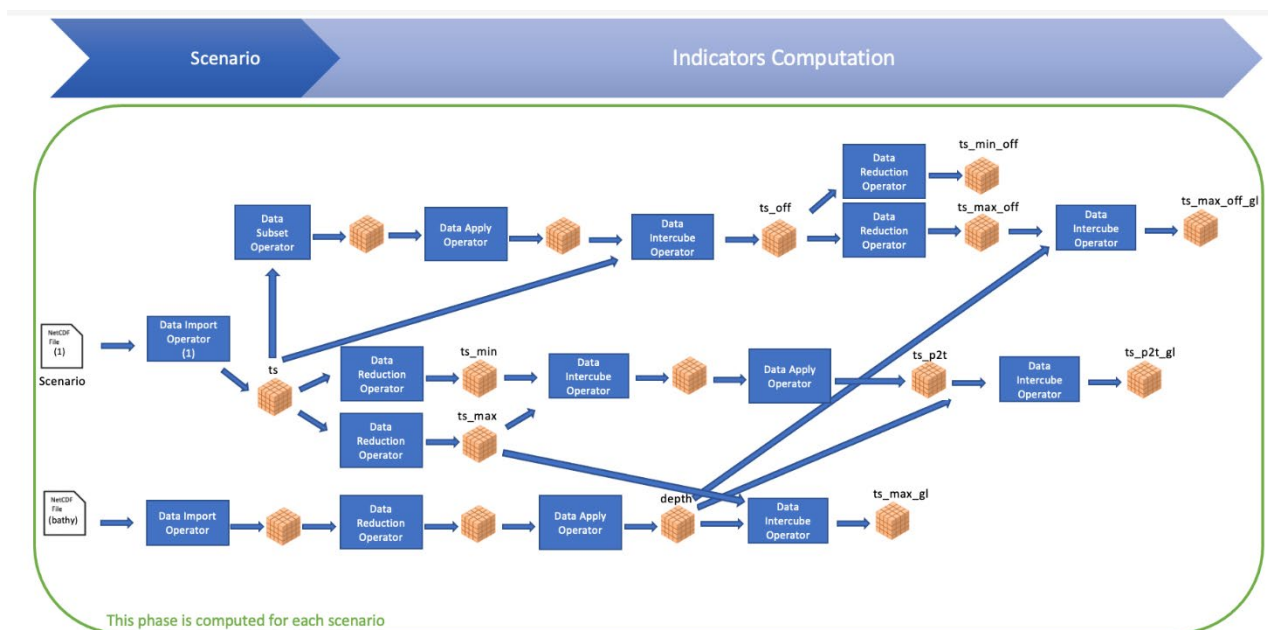 Scenario
Indicators Computation
ts_min_off
Data
Reduction
Operator
ts_max_off_gl
Data
Subset
Operator
Data Apply
Operator
Data
Intercube
Operator
ts_off
Data
Reduction
Operator
ts_max_off
Data
Intercube
Operator
NetCDF
File
(1)
Scenario
Data Import
Operator
(1)
ts
Data
Reduction
Operator
ts_min
Data
Intercube
Operator
Data Apply
Operator
ts_p2t
Data
Intercube
Operator
ts_p2t_gl
Data
Reduction
Operator
ts_max
NetCDF
File
(bathy)
Data Import
Operator
Data
Reduction
Operator
Data Apply
Operator
depth
Data
Intercube
Operator
ts_max_gl
This phase is computed for each scenario